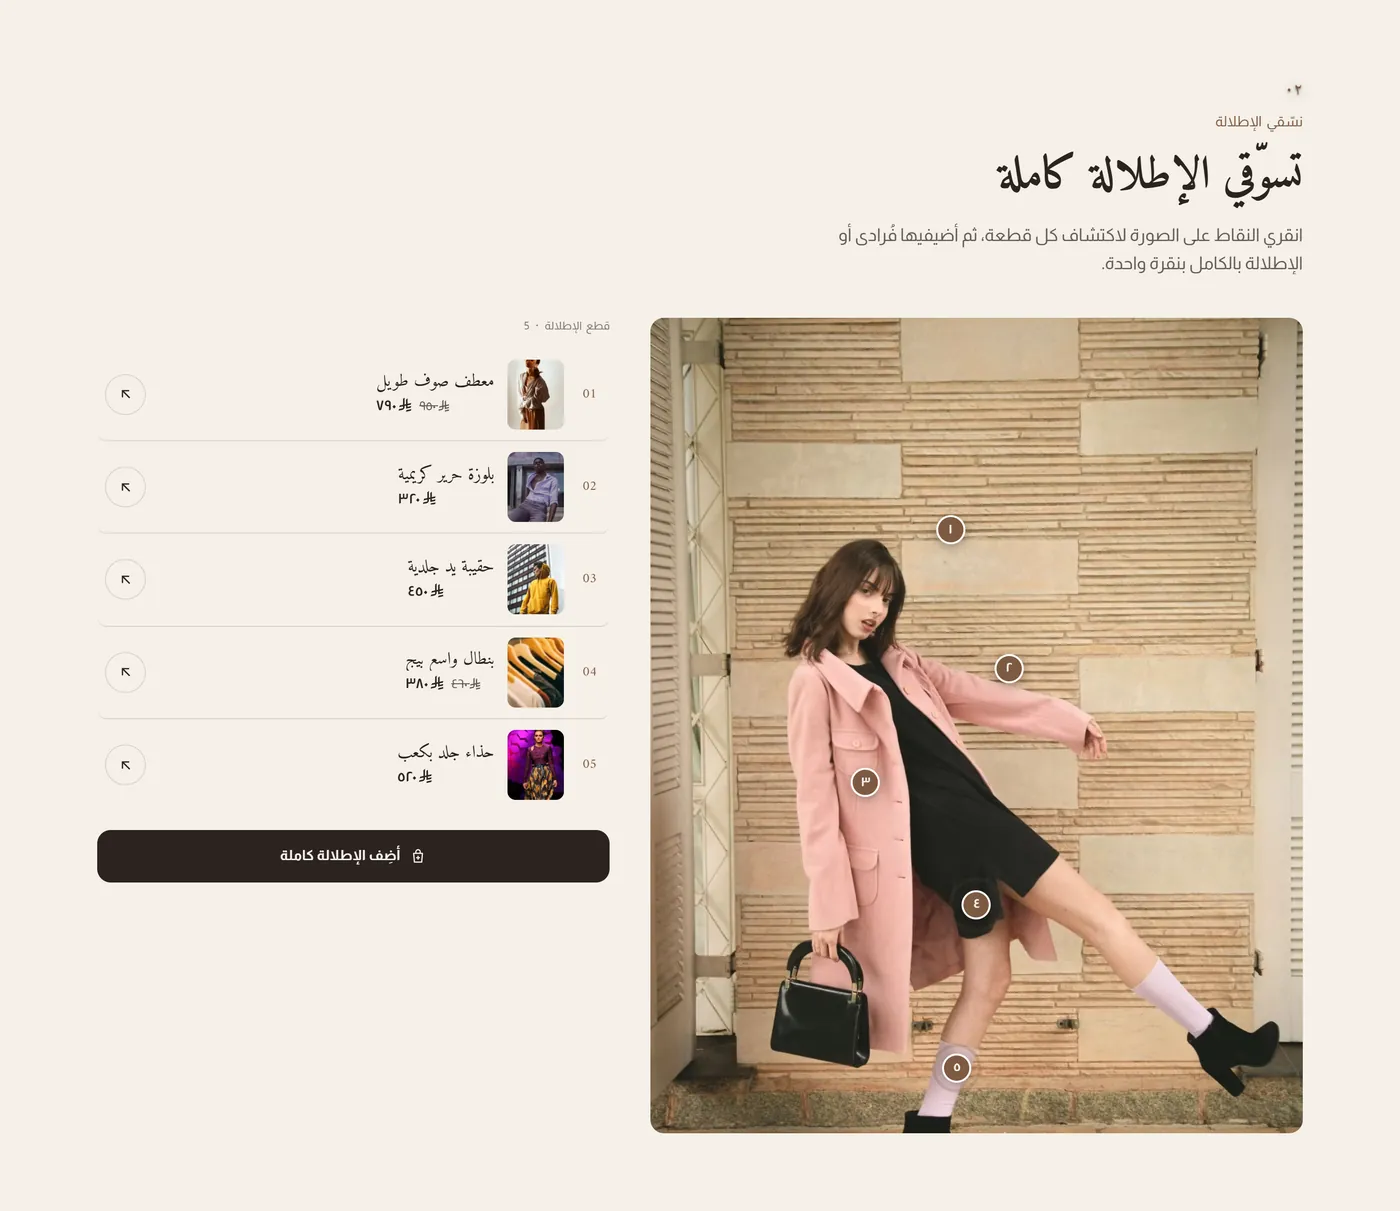 ٠٢
نسّقي الإطلالة
تسوّقي الإطلالة كاملة
انقري النقاط على الصورة لاكتشاف كل قطعة، ثم أضيفيها فُرادى أو
الإطلالة بالكامل بنقرة واحدة.
١
٢
٣
٤
٥
قطع الإطلالة · 5
01
معطف صوف طويل
⃁٩٥٠ ⃁٧٩٠
02
بلوزة حرير كريمية
⃁٣٢٠
03
حقيبة يد جلدية
⃁٤٥٠
04
بنطال واسع بيج
⃁٤٦٠ ⃁٣٨٠
05
حذاء جلد بكعب
⃁٥٢٠
أضِف الإطلالة كاملة